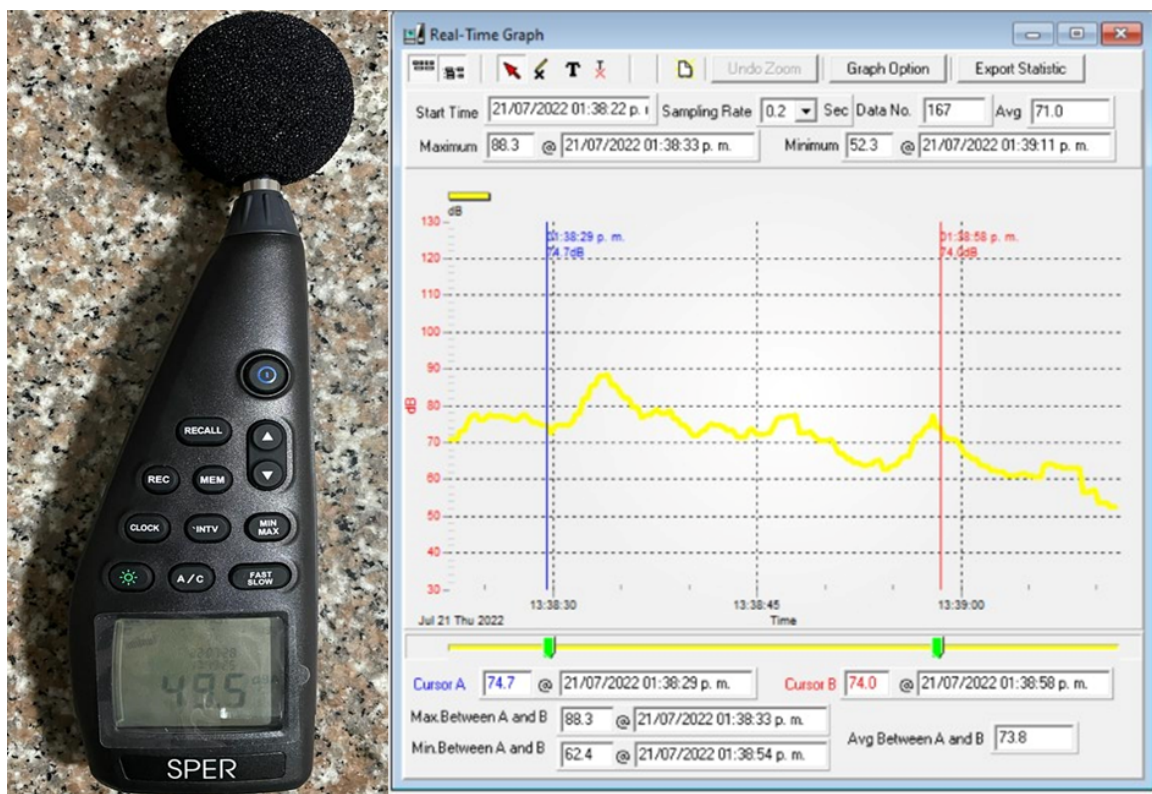 RECALL
REC
MEM
CLOCK
INTV
MIN
MAX
A/C
FAST
SLOW
49.5
SPER
Real-Time Graph
T
Undo Zoom
Graph Option
Export Statistic
Start Time 21/07/2022 01:38:22 p. Sampling Rate 0.2 Sec Data No. 167 Avg 71.0
Maximum 88.3 @ 21/07/2022 01:38:33 p. m. Minimum 52.3 @ 21/07/2022 01:39:11 p. m.
dB
130
120
110
100
90
80
70
60
50
40
30
dB
01:38:29 p. m.
74.7dB
01:38:58 p. m.
74.0dB
13:38:30
13:38:45
13:39:00
Jul 21 Thu 2022
Time
Cursor A 74.7 @ 21/07/2022 01:38:29 p. m. Cursor B 74.0 @ 21/07/2022 01:38:58 p. m.
Max.Between A and B 88.3 @ 21/07/2022 01:38:33 p. m.
Min.Between A and B 62.4 @ 21/07/2022 01:38:54 p. m.
Avg Between A and B 73.8